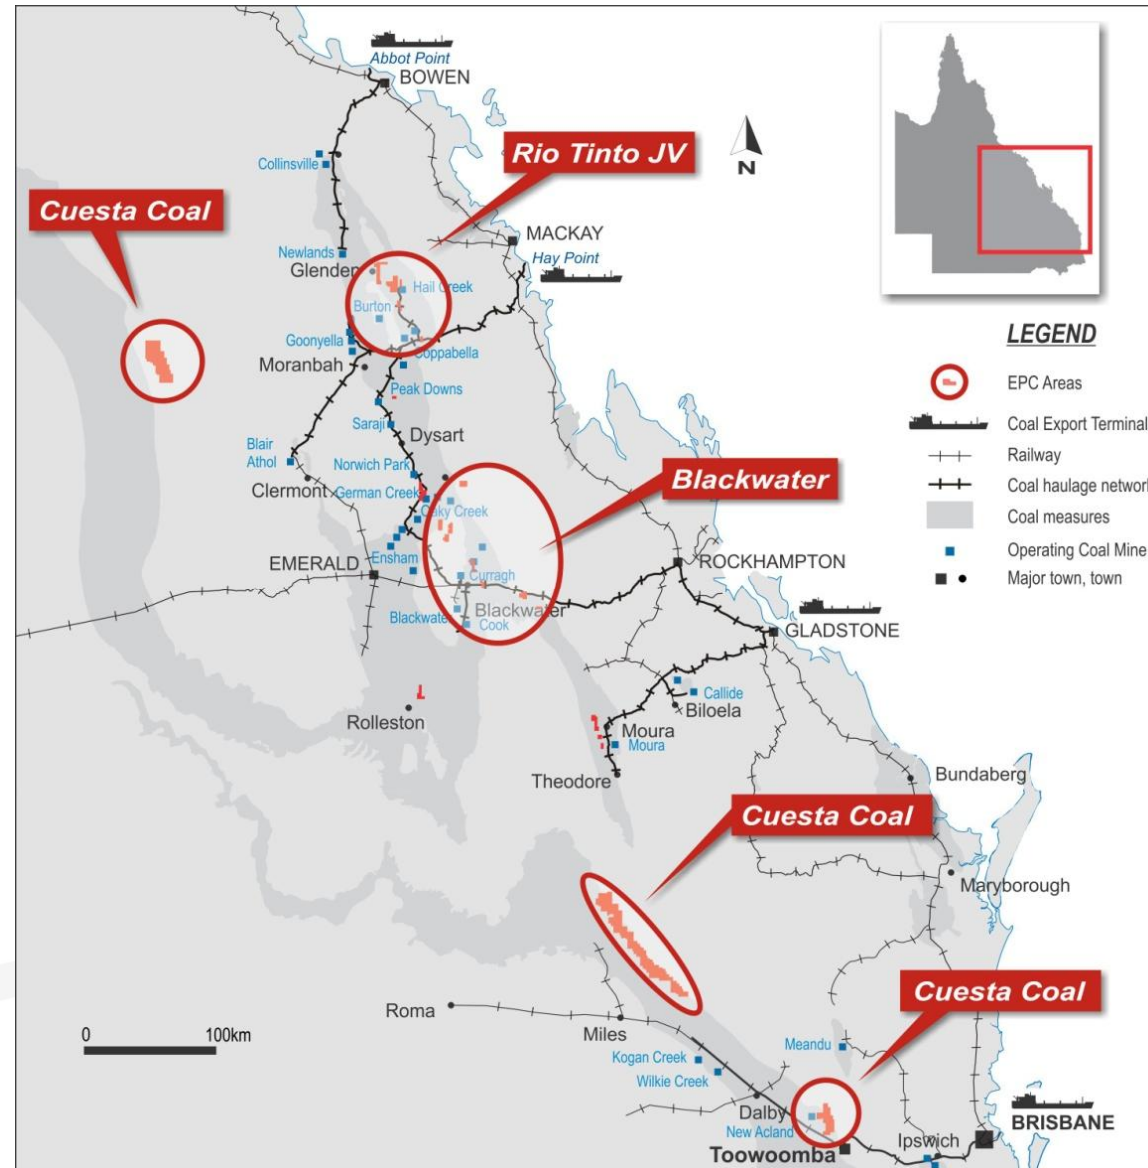 Abbot Point
BOWEN
Rio Tinto JV
N
Collinsville
Cuesta Coal
MACKAY
Hay Point
Newlands
Glenden
Hail Creek
Burton
Goonyella
Coppabella
Moranbah
Peak Downs
Saraji
Dysart
Blair
Athol
Norwich Park
Clermont
German Creek
Blackwater
Oaky Creek
Ensham
EMERALD
Curragh
ROCKHAMPTON
Blackwater
Blackwater
Cook
GLADSTONE
Callide
Biloela
Rolleston
Moura
Moura
Theodore
Bundaberg
Cuesta Coal
Maryborough
Cuesta Coal
Roma
Miles
0 100km
Meandu
Kogan Creek
Wilkie Creek
Dalby
New Acland
Toowoomba
Ipswich
BRISBANE
LEGEND
EPC Areas
Coal Export Terminal
Railway
Coal haulage network
Coal measures
Operating Coal Mine
Major town, town